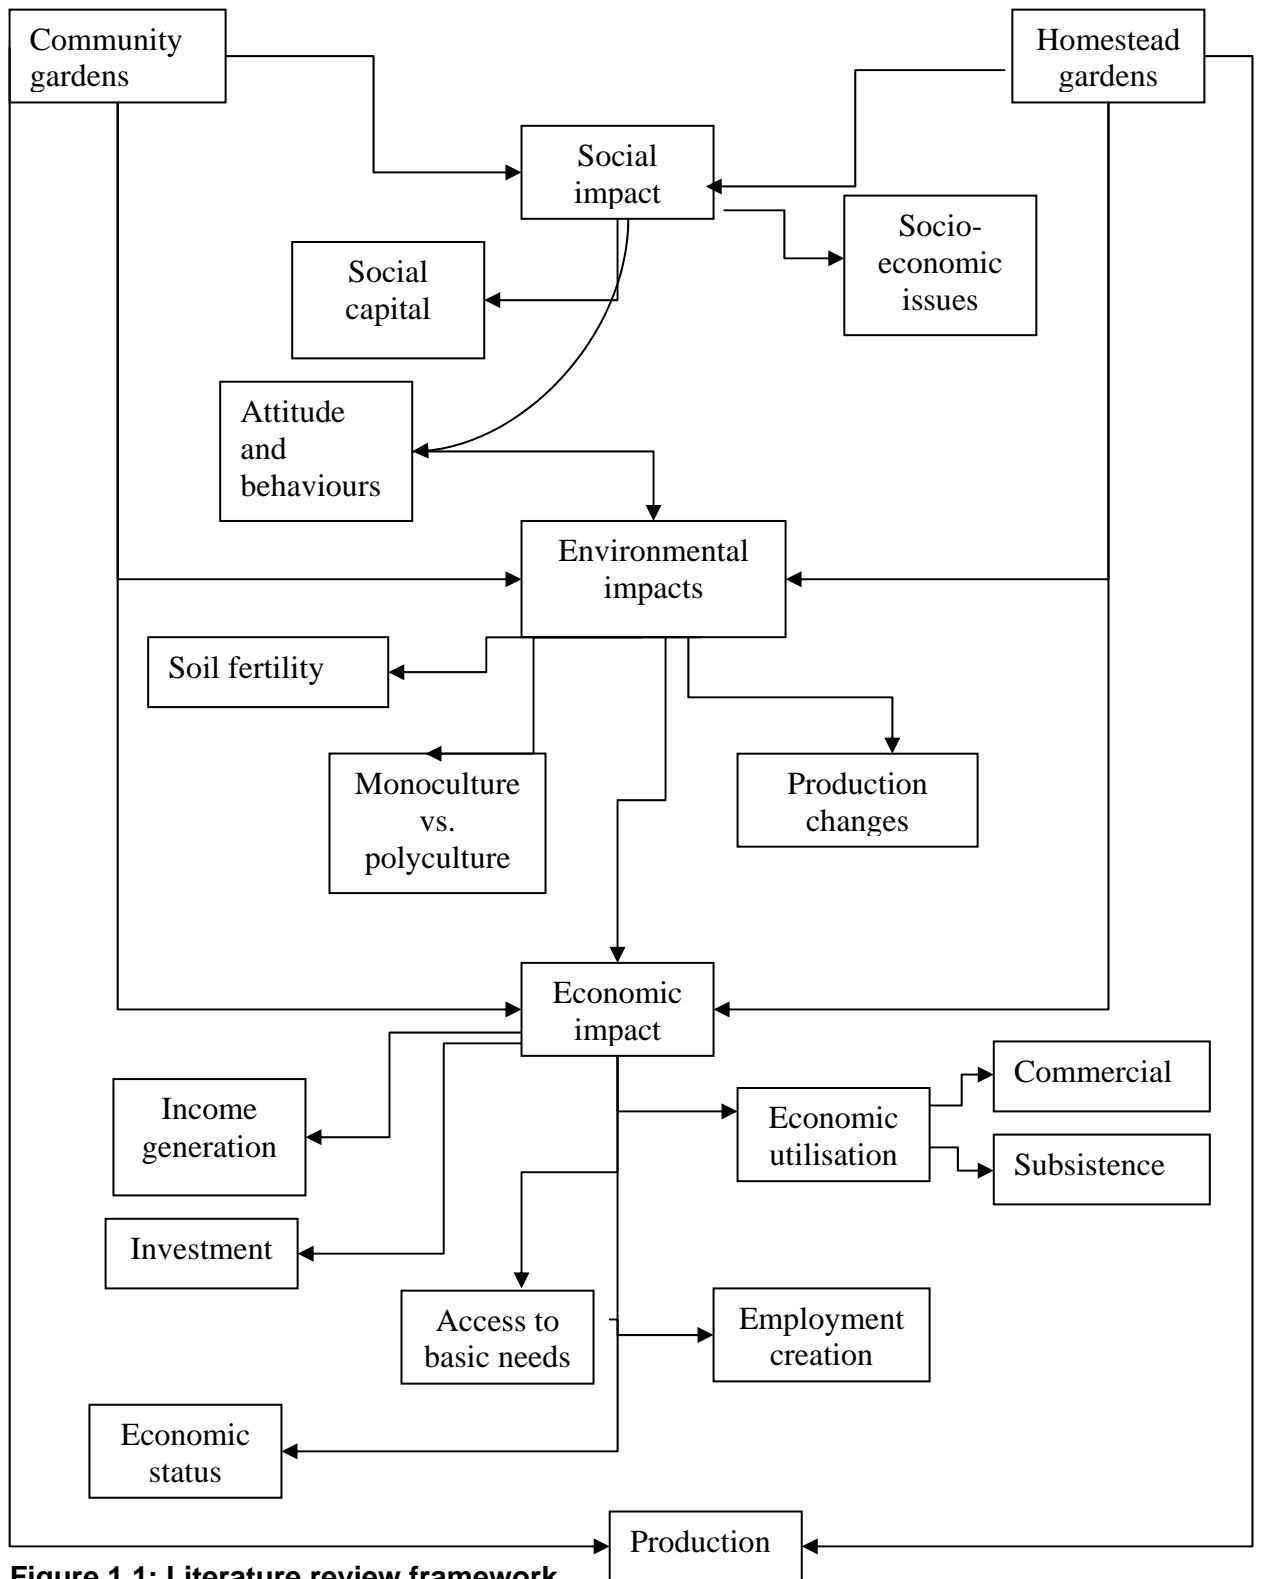 Community
gardens
Homestead
gardens
Social
impact
Socio-
economic
issues
Social
capital
Attitude
and
behaviours
Environmental
impacts
Soil fertility
Monoculture
vs.
polyculture
Production
changes
Economic
impact
Commercial
Income
generation
Economic
utilisation
Subsistence
Investment
Access to
basic needs
Employment
creation
Economic
status
Production
Figure 1.1: Literature review framework